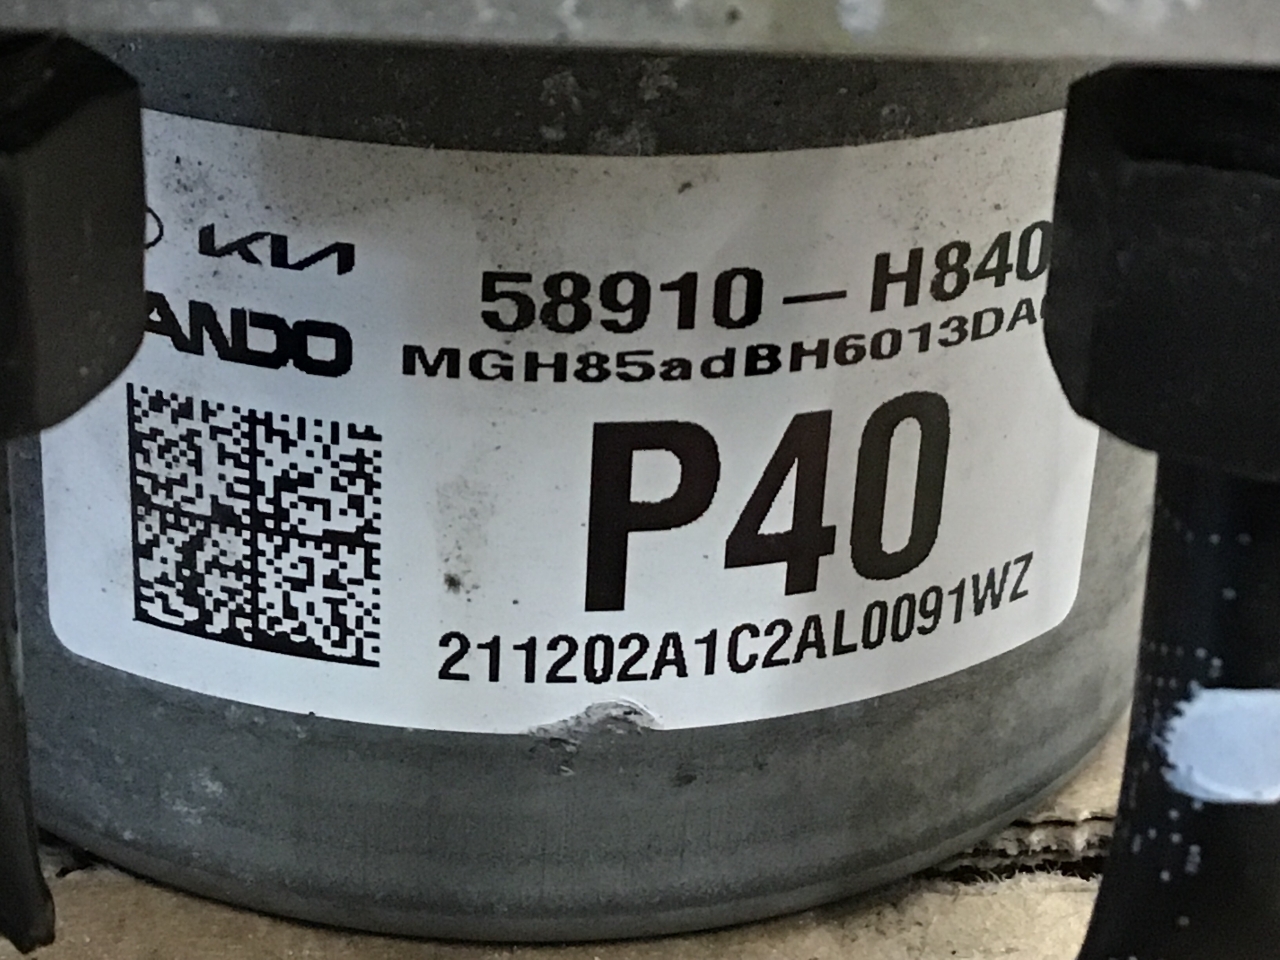 KIA
58910-H840
ANDO
MGH85adBH6013DA
P40
211202A1C2AL0091WZ